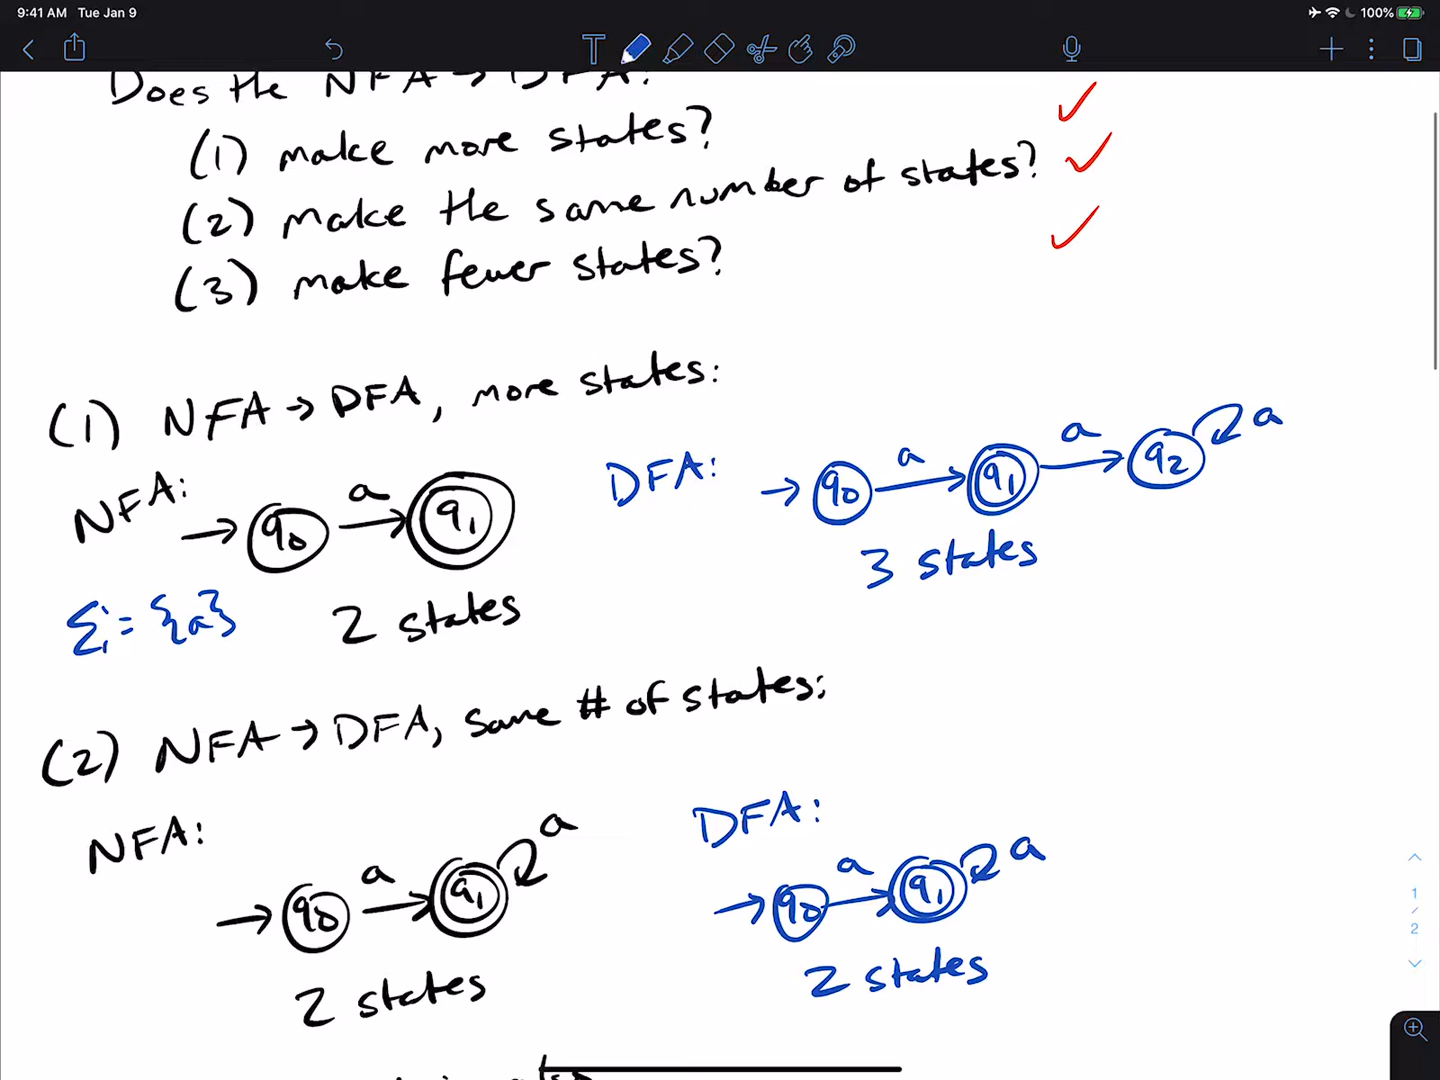 9:41 AM Tue Jan 9 100%
Does the NFA → DFA:
(1) make more states?
(2) make the same number of states?
(3) make fewer states?
(1) NFA → DFA, more states:
NFA: → q0 a → q1
DFA: → q0 a → q1 a → q2 a
Σ = {a} 2 states
3 states
(2) NFA → DFA, same # of states:
NFA: → q0 a → q1 a
DFA: → q0 a → q1 a
2 states
2 states
1
/
2